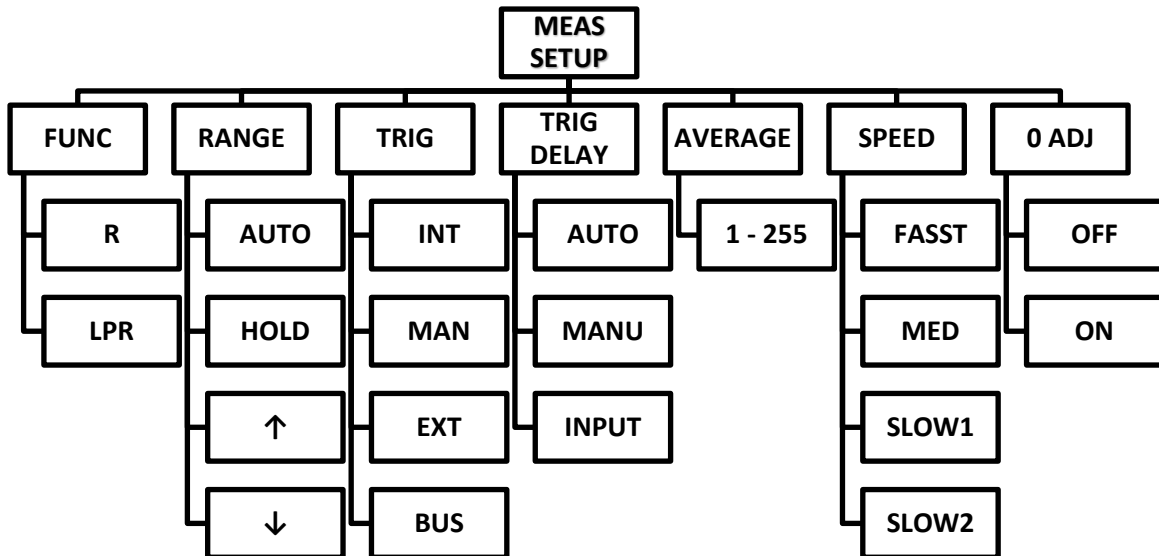 MEAS
SETUP
FUNC
RANGE
TRIG
TRIG
DELAY
AVERAGE
SPEED
0 ADJ
R
AUTO
INT
AUTO
1 - 255
FASST
OFF
LPR
HOLD
MAN
MANU
MED
ON
↑
EXT
INPUT
SLOW1
↓
BUS
SLOW2